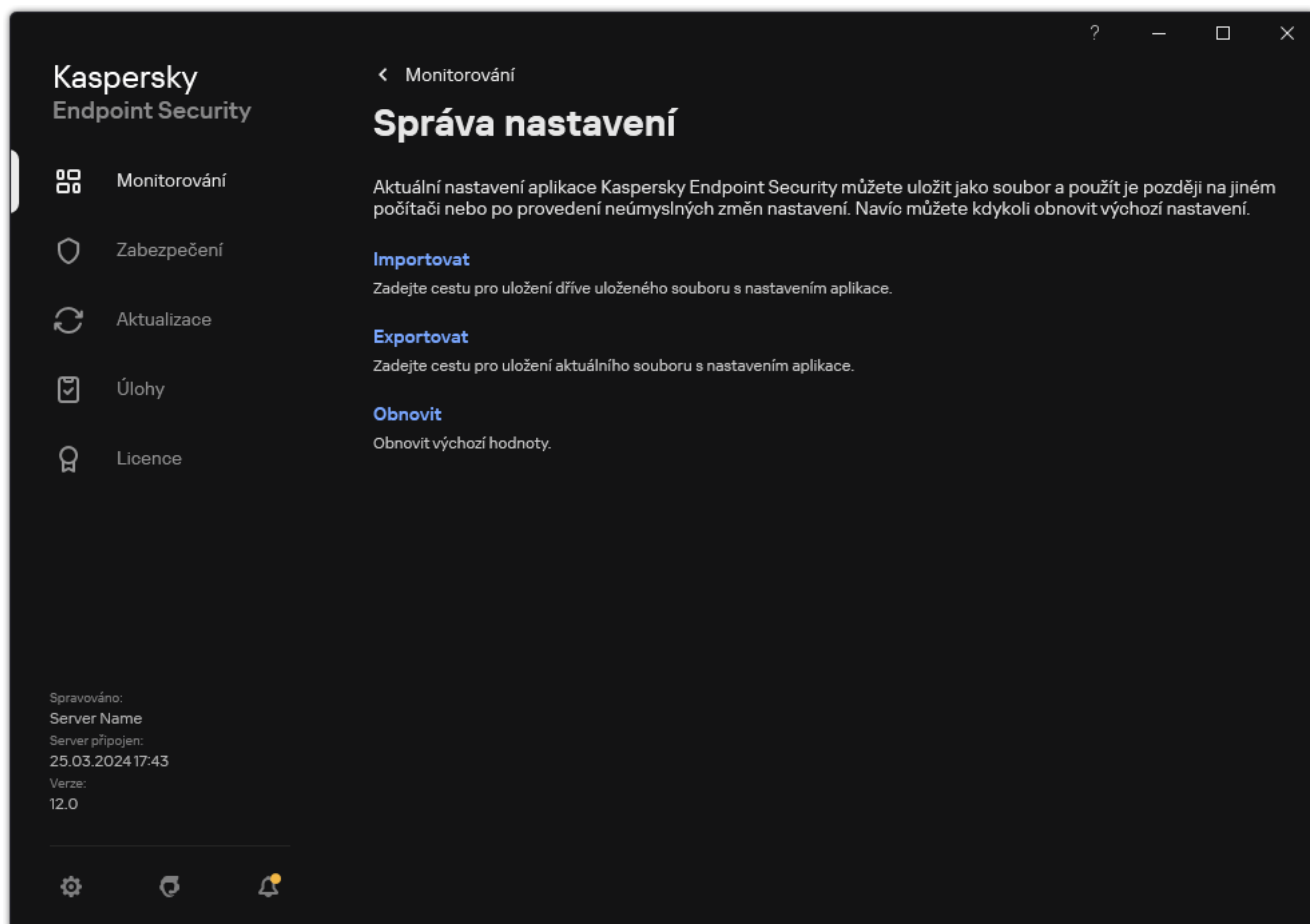 ?
Kaspersky
Endpoint Security
Monitorování
Zabezpečení
Aktualizace
Úlohy
Licence
Spravováno:
Server Name
Server připojen:
25.03.2024 17:43
Verze:
12.0
Monitorování
Správa nastavení
Aktuální nastavení aplikace Kaspersky Endpoint Security můžete uložit jako soubor a použít je později na jiném
počítači nebo po provedení neúmyslných změn nastavení. Navíc můžete kdykoli obnovit výchozí nastavení.
Importovat
Zadejte cestu pro uložení dříve uloženého souboru s nastavením aplikace.
Exportovat
Zadejte cestu pro uložení aktuálního souboru s nastavením aplikace.
Obnovit
Obnovit výchozí hodnoty.